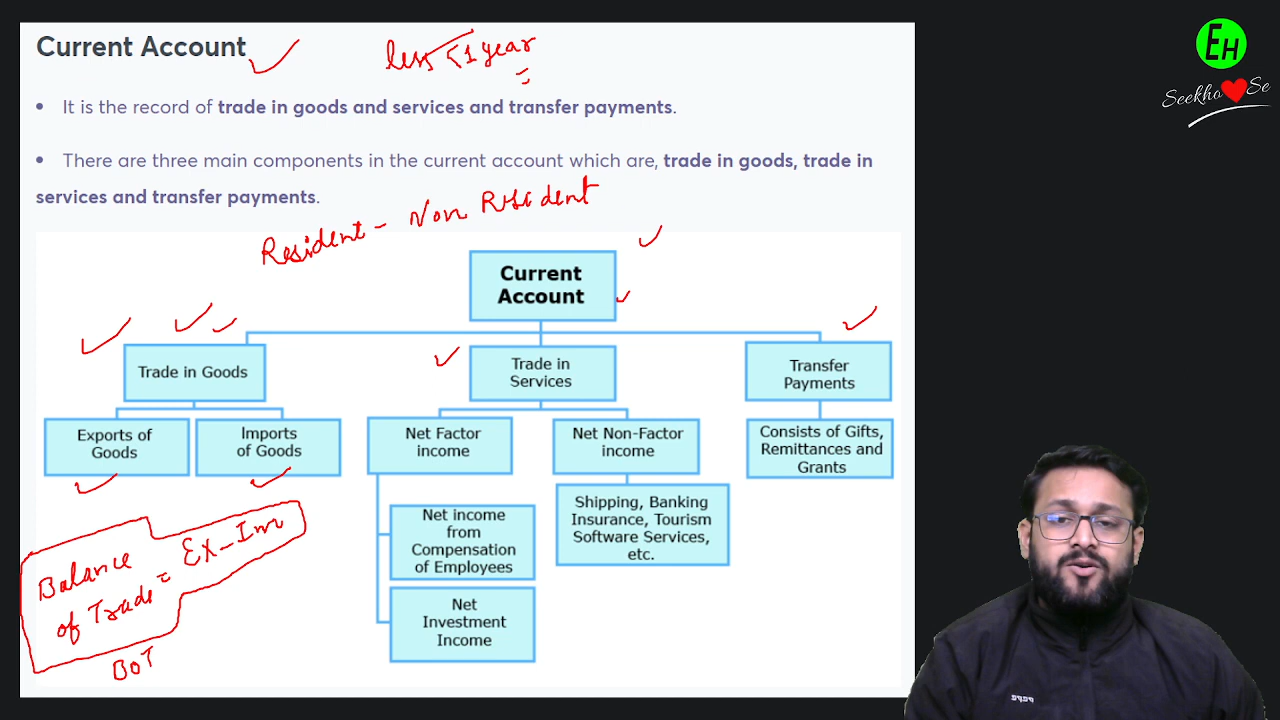 Current Account
less <1 year
• It is the record of trade in goods and services and transfer payments.
• There are three main components in the current account which are, trade in goods, trade in
services and transfer payments.
Resident - Non Resident
Current
Account
Trade in Goods
Trade in
Services
Transfer
Payments
Exports of
Goods
Imports
of Goods
Net Factor
income
Net Non-Factor
income
Consists of Gifts,
Remittances and
Grants
Net income
from
Compensation
of Employees
Shipping, Banking
Insurance, Tourism
Software Services,
etc.
Net
Investment
Income
Balance
of Trade = Ex-Im
BOT
EH
Seekho ❤ Se